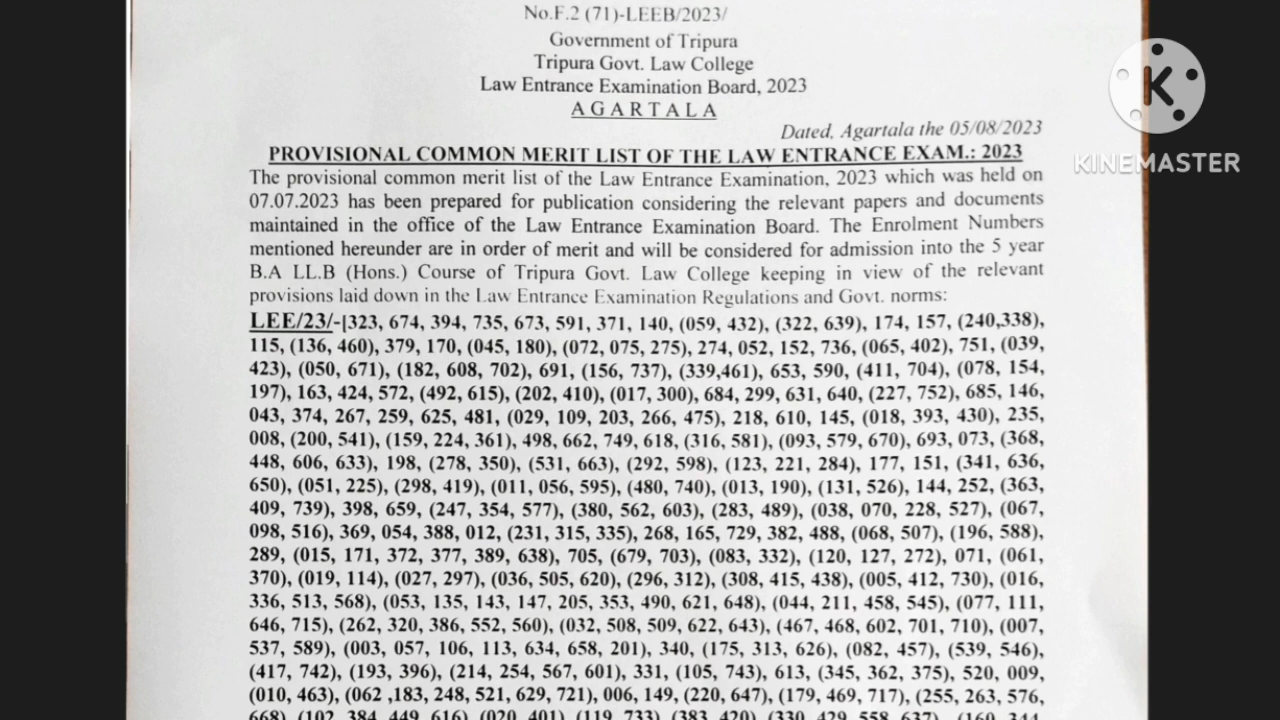 No.F.2 (71)-LEEB/2023/
Government of Tripura
Tripura Govt. Law College
Law Entrance Examination Board, 2023
AGARTALA
Dated, Agartala the 05/08/2023
PROVISIONAL COMMON MERIT LIST OF THE LAW ENTRANCE EXAM.: 2023
The provisional common merit list of the Law Entrance Examination, 2023 which was held on
07.07.2023 has been prepared for publication considering the relevant papers and documents
maintained in the office of the Law Entrance Examination Board. The Enrolment Numbers
mentioned hereunder are in order of merit and will be considered for admission into the 5 year
B.A LL.B (Hons.) Course of Tripura Govt. Law College keeping in view of the relevant
provisions laid down in the Law Entrance Examination Regulations and Govt. norms:
LEE/23/-[323, 674, 394, 735, 673, 591, 371, 140, (059, 432), (322, 639), 174, 157, (240,338),
115, (136, 460), 379, 170, (045, 180), (072, 075, 275), 274, 052, 152, 736, (065, 402), 751, (039,
423), (050, 671), (182, 608, 702), 691, (156, 737), (339,461), 653, 590, (411, 704), (078, 154,
197), 163, 424, 572, (492, 615), (202, 410), (017, 300), 684, 299, 631, 640, (227, 752), 685, 146,
043, 374, 267, 259, 625, 481, (029, 109, 203, 266, 475), 218, 610, 145, (018, 393, 430), 235,
008, (200, 541), (159, 224, 361), 498, 662, 749, 618, (316, 581), (093, 579, 670), 693, 073, (368,
448, 606, 633), 198, (278, 350), (531, 663), (292, 598), (123, 221, 284), 177, 151, (341, 636,
650), (051, 225), (298, 419), (011, 056, 595), (480, 740), (013, 190), (131, 526), 144, 252, (363,
409, 739), 398, 659, (247, 354, 577), (380, 562, 603), (283, 489), (038, 070, 228, 527), (067,
098, 516), 369, 054, 388, 012, (231, 315, 335), 268, 165, 729, 382, 488, (068, 507), (196, 588),
289, (015, 171, 372, 377, 389, 638), 705, (679, 703), (083, 332), (120, 127, 272), 071, (061,
370), (019, 114), (027, 297), (036, 505, 620), (296, 312), (308, 415, 438), (005, 412, 730), (016,
336, 513, 568), (053, 135, 143, 147, 205, 353, 490, 621, 648), (044, 211, 458, 545), (077, 111,
646, 715), (262, 320, 386, 552, 560), (032, 508, 509, 622, 643), (467, 468, 602, 701, 710), (007,
537, 589), (003, 057, 106, 113, 634, 658, 201), 340, (175, 313, 626), (082, 457), (539, 546),
(417, 742), (193, 396), (214, 254, 567, 601), 331, (105, 743), 613, (345, 362, 375), 520, 009,
(010, 463), (062 ,183, 248, 521, 629, 721), 006, 149, (220, 647), (179, 469, 717), (255, 263, 576,
668), (102, 384, 449, 616), (020, 401), (119, 733), (383, 420), (330, 429, 558, 637), (160, 344,
K
KINEMASTER